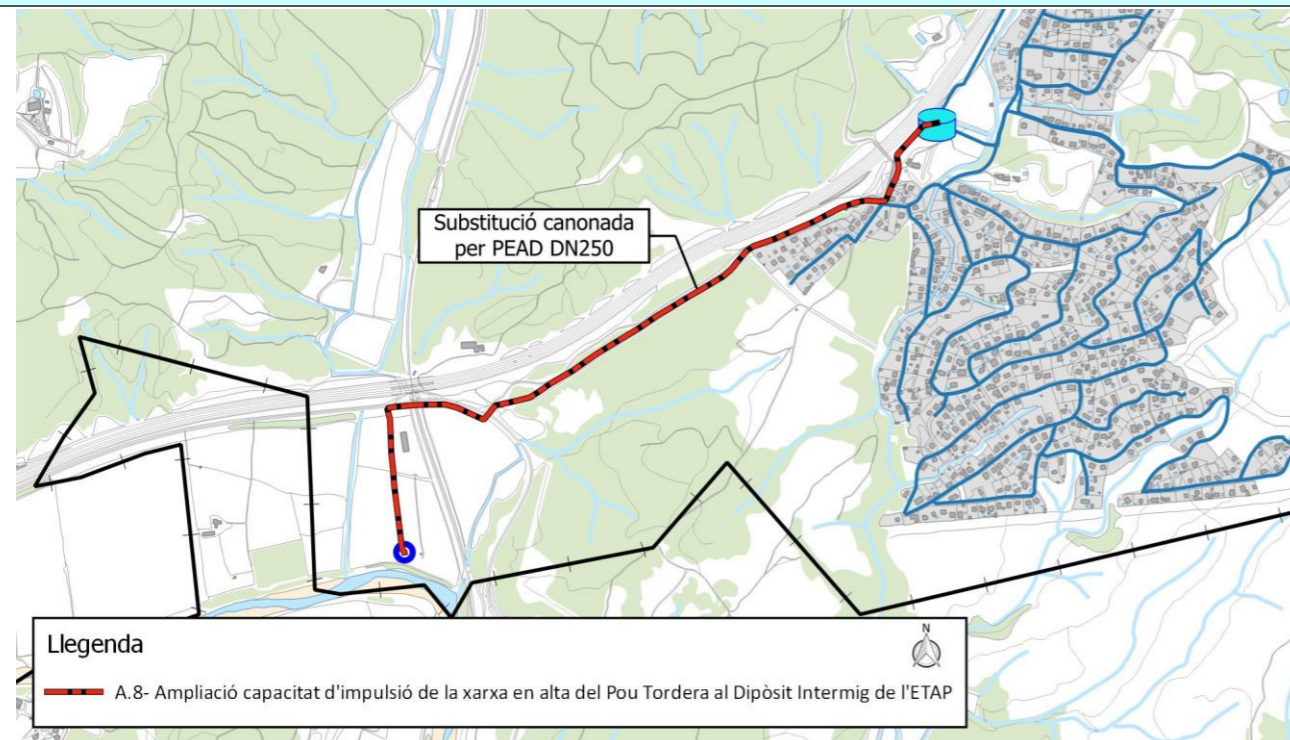 Substitució canonada
per PEAD DN250
Llegenda
N
A.8- Ampliació capacitat d'impulsió de la xarxa en alta del Pou Tordera al Dipòsit Intermig de l'ETAP